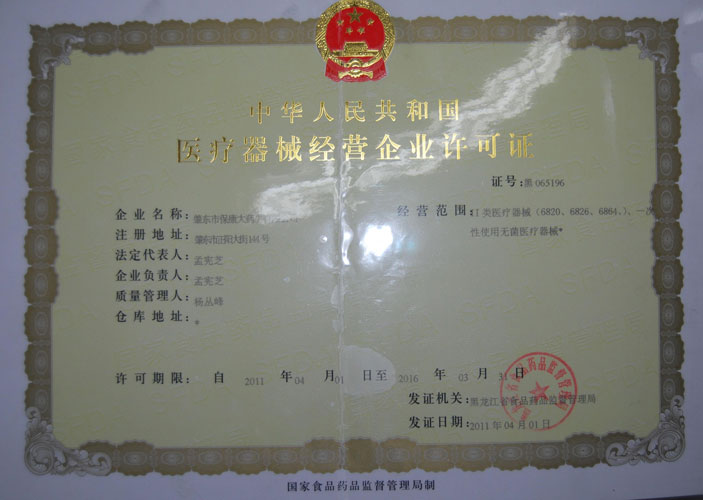 中华人民共和国
医疗器械经营企业许可证
证号:黑 065196
企业名称: 肇东市保康大药房
注册地址: 肇东市正阳大街144号
法定代表人: 孟宪芝
企业负责人: 孟宪芝
质量管理人: 杨丛峰
仓库地址: *
经营范围: II类医疗器械(6820、6826、6864、)、一次
性使用无菌医疗器械*
许可期限: 自 2011 年 04 月 01 日至 2016 年 03 月 31 日
发证机关: 黑龙江省食品药品监督管理局
发证日期: 2011 年 04 月 01 日
国家食品药品监督管理局制